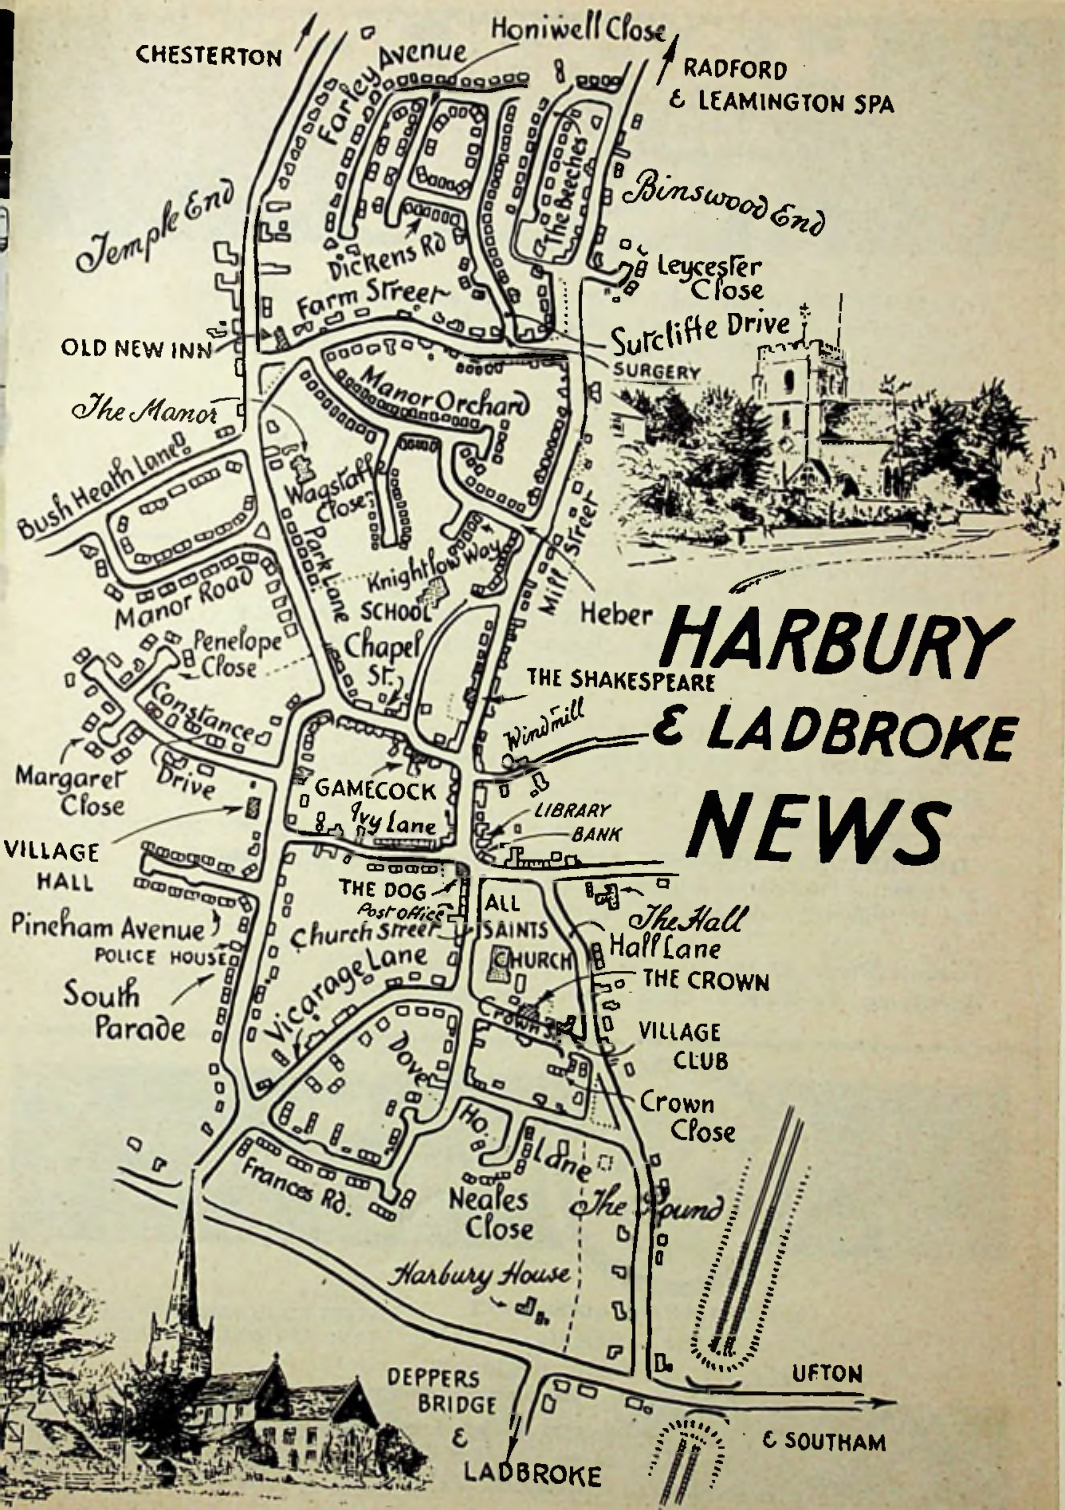 CHESTERTON
Honiwell Close
Farley Avenue
RADFORD
& LEAMINGTON SPA
Temple End
The Beeches
Binswood End
Dickens Rd
Leycester
Close
Farm Street
Sutcliffe Drive
OLD NEW INN
SURGERY
The Manor
Manor Orchard
Bush Heath Lane
Wagstaffe
Close
Park Lane
Mill Street
Knightlow Way
Manor Road
SCHOOL
Heber
HARBURY
& LADBROKE
NEWS
Penelope
Close
Chapel
St.
THE SHAKESPEARE
Constance
Drive
Windmill
Margaret
Close
GAMECOCK
Ivy Lane
LIBRARY
BANK
VILLAGE
HALL
THE DOG
Post office
ALL
SAINTS
CHURCH
The Hall
Pineham Avenue
Church Street
Hall Lane
POLICE HOUSE
Vicarage Lane
THE CROWN
South
Parade
Crown St.
VILLAGE
CLUB
Dove
Ho.
Lane
Crown
Close
Frances Rd.
Neales
Close
The Pound
Harbury House
DEPPERS
BRIDGE
&
LADBROKE
UFTON
& SOUTHAM